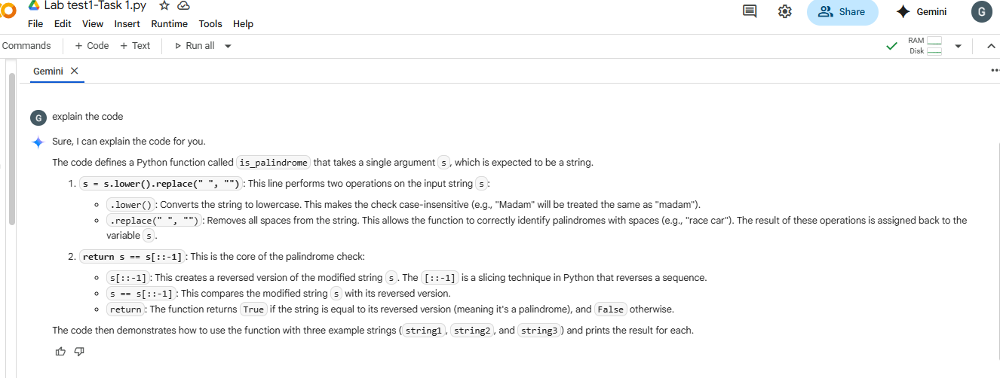 Lab test1-Task 1.py
File Edit View Insert Runtime Tools Help
Share
Gemini
G
Commands + Code + Text Run all
RAM
Disk
Gemini
G explain the code
Sure, I can explain the code for you.
The code defines a Python function called is_palindrome that takes a single argument s, which is expected to be a string.
1. s = s.lower().replace(" ", ""): This line performs two operations on the input string s:
.lower(): Converts the string to lowercase. This makes the check case-insensitive (e.g., "Madam" will be treated the same as "madam").
.replace(" ", ""): Removes all spaces from the string. This allows the function to correctly identify palindromes with spaces (e.g., "race car"). The result of these operations is assigned back to the
variable s.
2. return s == s[::-1]: This is the core of the palindrome check:
s[::-1]: This creates a reversed version of the modified string s. The [::-1] is a slicing technique in Python that reverses a sequence.
s == s[::-1]: This compares the modified string s with its reversed version.
return: The function returns True if the string is equal to its reversed version (meaning it's a palindrome), and False otherwise.
The code then demonstrates how to use the function with three example strings (string1, string2, and string3) and prints the result for each.